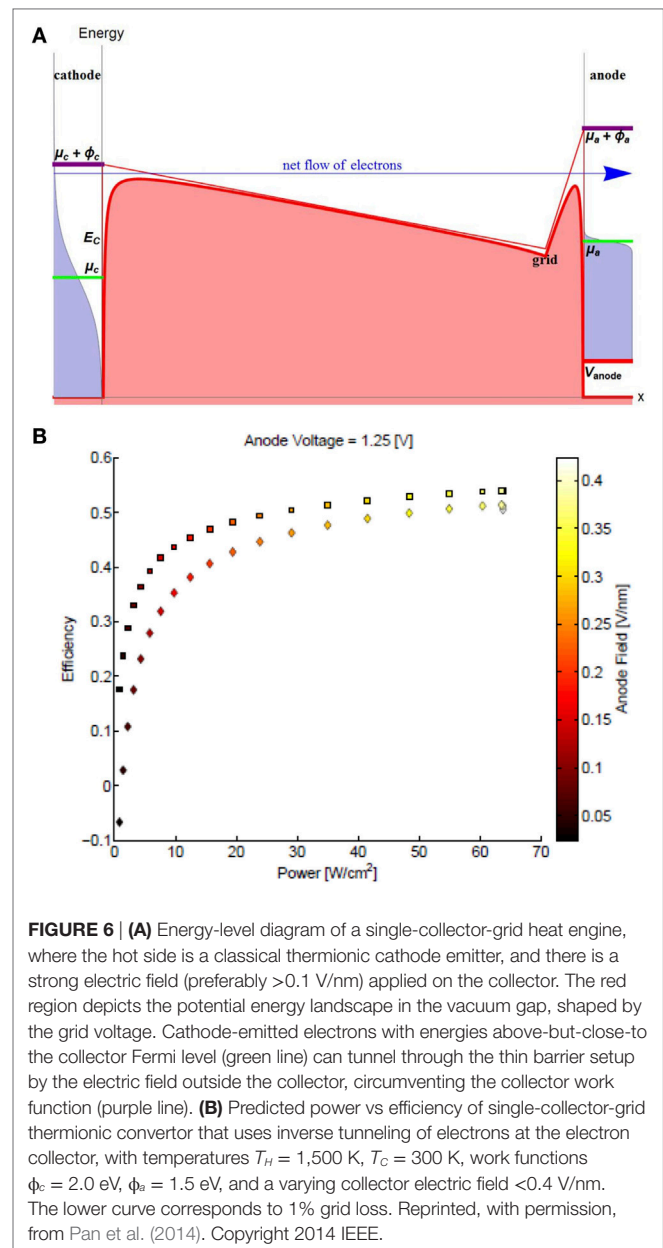 A
Energy
cathode
anode
μc + ϕc
μa + ϕa
net flow of electrons
EC
μc
μa
grid
Vanode
x
B
Anode Voltage = 1.25 [V]
0.6
0.5
0.4
0.3
0.2
0.1
0
−0.1
Efficiency
0
10
20
30
40
50
60
70
Power [W/cm²]
0.4
0.35
0.3
0.25
0.2
0.15
0.1
0.05
Anode Field [V/nm]
FIGURE 6 | (A) Energy-level diagram of a single-collector-grid heat engine,
where the hot side is a classical thermionic cathode emitter, and there is a
strong electric field (preferably >0.1 V/nm) applied on the collector. The red
region depicts the potential energy landscape in the vacuum gap, shaped by
the grid voltage. Cathode-emitted electrons with energies above-but-close-to
the collector Fermi level (green line) can tunnel through the thin barrier setup
by the electric field outside the collector, circumventing the collector work
function (purple line). (B) Predicted power vs efficiency of single-collector-grid
thermionic convertor that uses inverse tunneling of electrons at the electron
collector, with temperatures TH = 1,500 K, TC = 300 K, work functions
ϕc = 2.0 eV, ϕa = 1.5 eV, and a varying collector electric field <0.4 V/nm.
The lower curve corresponds to 1% grid loss. Reprinted, with permission,
from Pan et al. (2014). Copyright 2014 IEEE.